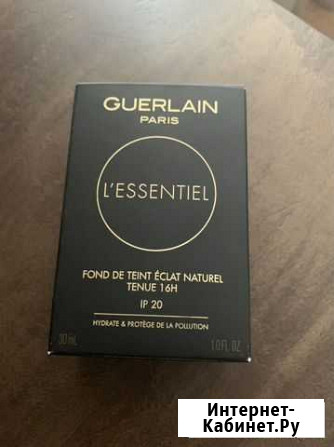 GUERLAIN
PARIS
L'ESSENTIEL
FOND DE TEINT ÉCLAT NATUREL
TENUE 16H
IP 20
HYDRATE & PROTÈGE DE LA POLLUTION
30 mL 1.0 FL. OZ.
Интернет-
Кабинет.Ру